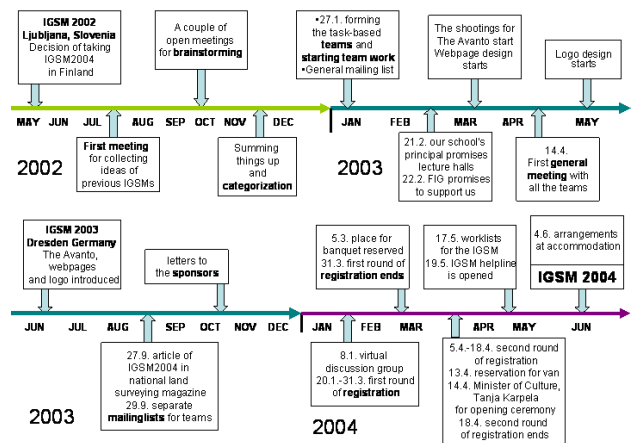 IGSM 2002
Ljubljana, Slovenia
Decision of taking
IGSM2004
in Finland
A couple of
open meetings
for brainstorming
•27.1. forming
the task-based
teams and
starting team work
•General mailing list
The shootings for
The Avanto start
Webpage design
starts
Logo design
starts
MAY JUN JUL AUG SEP OCT NOV DEC JAN FEB MAR APR MAY
2002
First meeting
for collecting
ideas of
previous IGSMs
Summing
things up
and
categorization
2003
21.2. our school's
principal promises
lecture halls
22.2. FIG promises
to support us
14.4.
First general
meeting with
all the teams
IGSM 2003
Dresden Germany
The Avanto,
webpages
and logo introduced
letters to
the sponsors
5.3. place for
banquet reserved
31.3. first round of
registration ends
17.5. worklists
for the IGSM
19.5. IGSM helpline
is opened
4.6. arrangements
at accommodation
IGSM 2004
JUN JUL AUG SEP OCT NOV DEC JAN FEB MAR APR MAY JUN
2003
27.9. article of
IGSM2004 in
national land
surveying magazine
29.9. separate
mailinglists for teams
2004
8.1. virtual
discussion group
20.1.-31.3. first round
of registration
5.4.-18.4. second round
of registration
13.4. reservation for van
14.4. Minister of Culture,
Tanja Karpela
for opening ceremony
18.4. second round
of registration ends